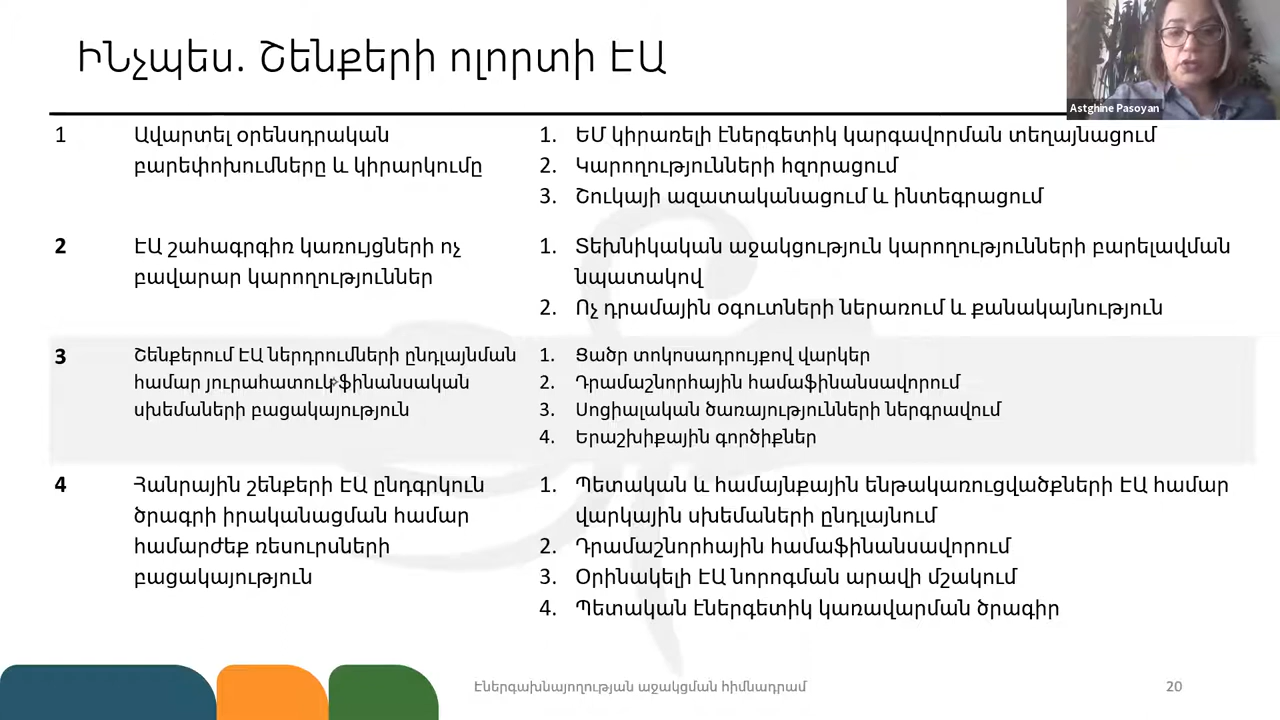 ԻՆչպես. Շենքերի ոլորտի ԷԱ
Astghine Pasoyan
1 Ավարտել օրենսդրական բարեփոխումները և կիրարկումը
1. ԵՄ կիրառելի էներգետիկ կարգավորման տեղայնացում
2. Կարողությունների հզորացում
3. Շուկայի ազատականացում և ինտեգրացում
2 ԷԱ շահագրգիռ կառույցների ոչ
բավարար կարողություններ
1. Տեխնիկական աջակցություն կարողությունների բարելավման
նպատակով
2. Ոչ դրամային օգուտների ներառում և քանակայնություն
3 Շենքերում ԷԱ ներդրումների ընդլայնման
համար յուրահատուկ ֆինանսական
սխեմաների բացակայություն
1. Ցածր տոկոսադրույքով վարկեր
2. Դրամաշնորհային համաֆինանսավորում
3. Սոցիալական ծառայությունների ներգրավում
4. Երաշխիքային գործիքներ
4 Հանրային շենքերի ԷԱ ընդգրկուն
ծրագրի իրականացման համար
համարժեք ռեսուրսների
բացակայություն
1. Պետական և համայնքային ենթակառուցվածքների ԷԱ համար
վարկային սխեմաների ընդլայնում
2. Դրամաշնորհային համաֆինանսավորում
3. Օրինակելի ԷԱ նորոգման արավի մշակում
4. Պետական էներգետիկ կառավարման ծրագիր
Էներգախնայողության աջակցման հիմնադրամ
20